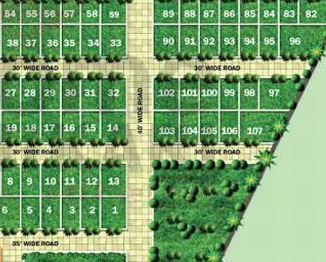 54 55 56 57 58 59 89 88 87 86 85 84 83 82
38 37 36 35 34 33 90 91 92 93 94 95 96
30' WIDE ROAD 30' WIDE ROAD
27 28 29 30 31 32 102 101 100 99 98 97
40' WIDE ROAD
19 18 17 16 15 14 103 104 105 106 107
30' WIDE ROAD 30' WIDE ROAD
8 9 10 11 12 13
6 5 4 3 2 1
35' WIDE ROAD